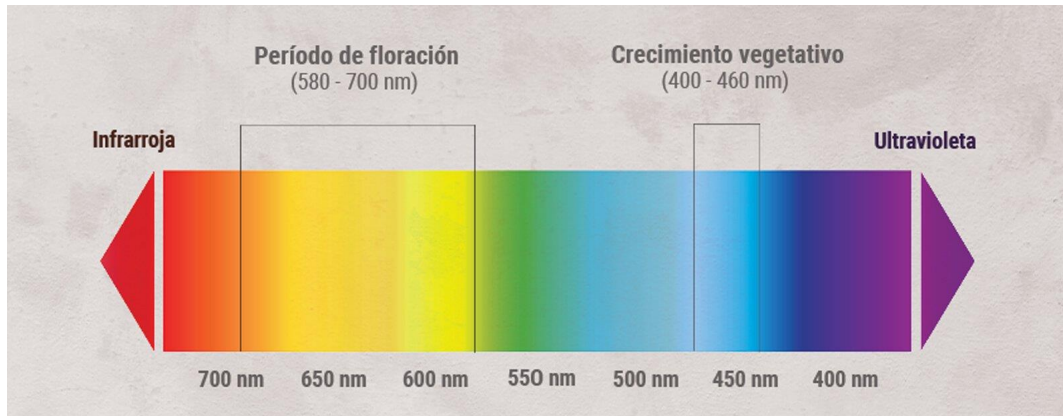 Período de floración
(580 - 700 nm)
Crecimiento vegetativo
(400 - 460 nm)
Infrarroja
Ultravioleta
700 nm
650 nm
600 nm
550 nm
500 nm
450 nm
400 nm